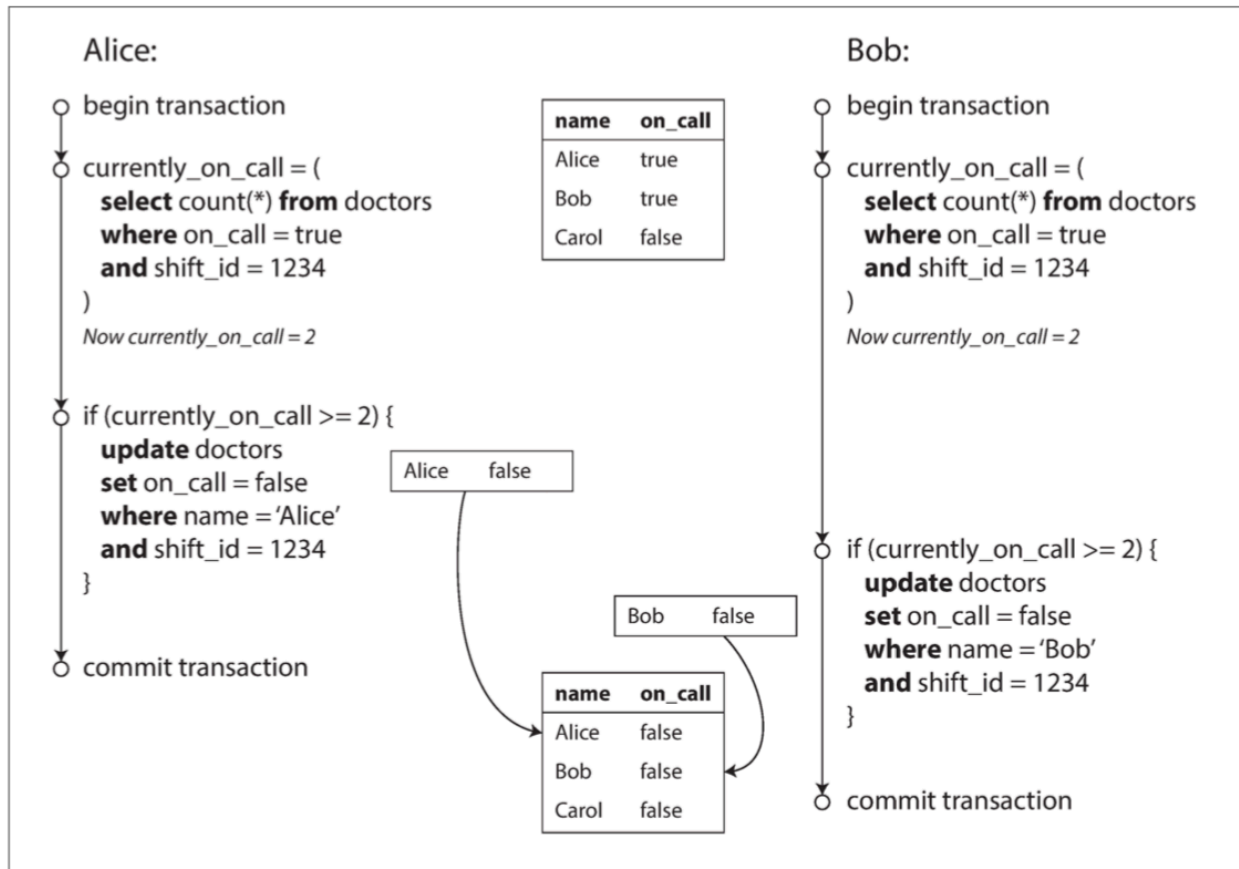 Alice:
begin transaction
currently_on_call = (
select count(*) from doctors
where on_call = true
and shift_id = 1234
)
Now currently_on_call = 2
if (currently_on_call >= 2) {
update doctors
set on_call = false
where name = ‘Alice’
and shift_id = 1234
}
commit transaction
name on_call
Alice true
Bob true
Carol false
Alice false
Bob false
name on_call
Alice false
Bob false
Carol false
Bob:
begin transaction
currently_on_call = (
select count(*) from doctors
where on_call = true
and shift_id = 1234
)
Now currently_on_call = 2
if (currently_on_call >= 2) {
update doctors
set on_call = false
where name = ‘Bob’
and shift_id = 1234
}
commit transaction